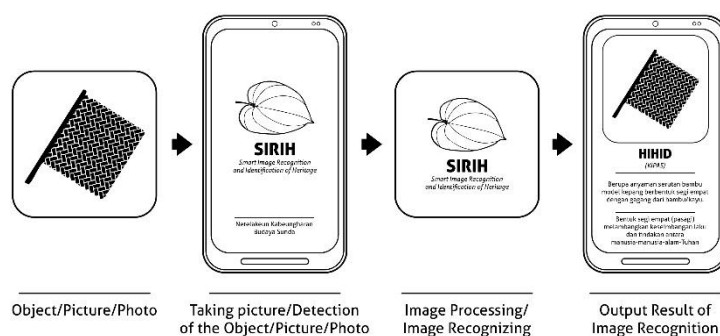 SIRIH
Smart Image Recognition
and Identification of Heritage
Netelakeun Kabeungharan
Budaya Sunda
SIRIH
Smart Image Recognition
and Identification of Heritage
HIHID
(KIPAS)
Berupa anyaman serutan bambu
model kepang berbentuk segi empat
dengan gagang dari bambu/kayu.
Bentuk segi empat (pasagi)
melambangkan keseimbangan laku
dan tindakan antara
manusia-manusia-alam-Tuhan
Object/Picture/Photo
Taking picture/Detection
of the Object/Picture/Photo
Image Processing/
Image Recognizing
Output Result of
Image Recognition